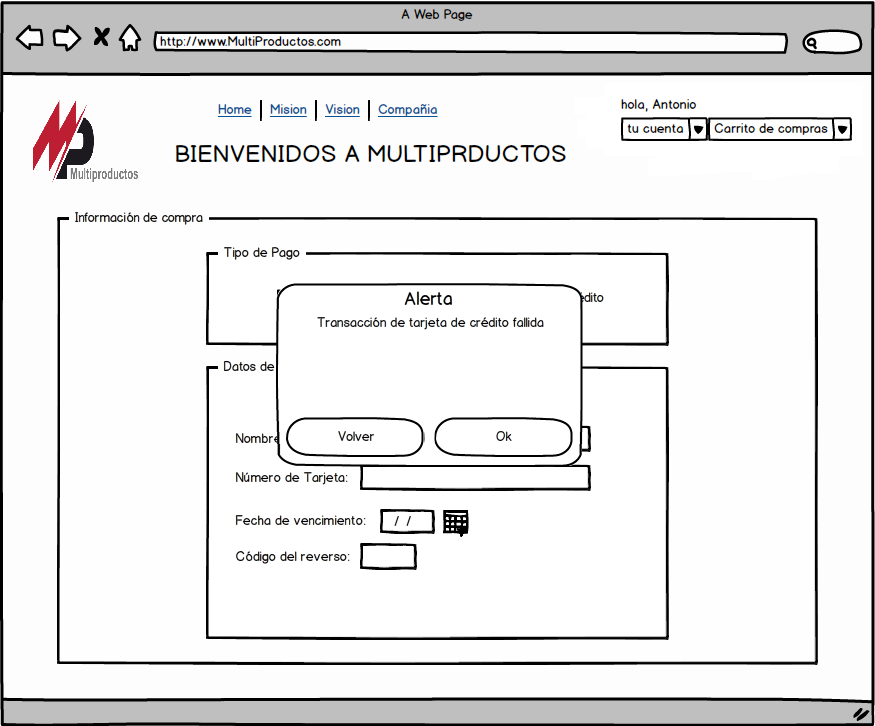 A Web Page
http://www.MultiProductos.com
hola, Antonio
Home Mision Vision Compañia
tu cuenta Carrito de compras
BIENVENIDOS A MULTIPRDUCTOS
MP
Multiproductos
Información de compra
Tipo de Pago
Alerta
Transacción de tarjeta de crédito fallida
Datos de
Volver Ok
Número de Tarjeta:
Fecha de vencimiento: / /
Código del reverso: